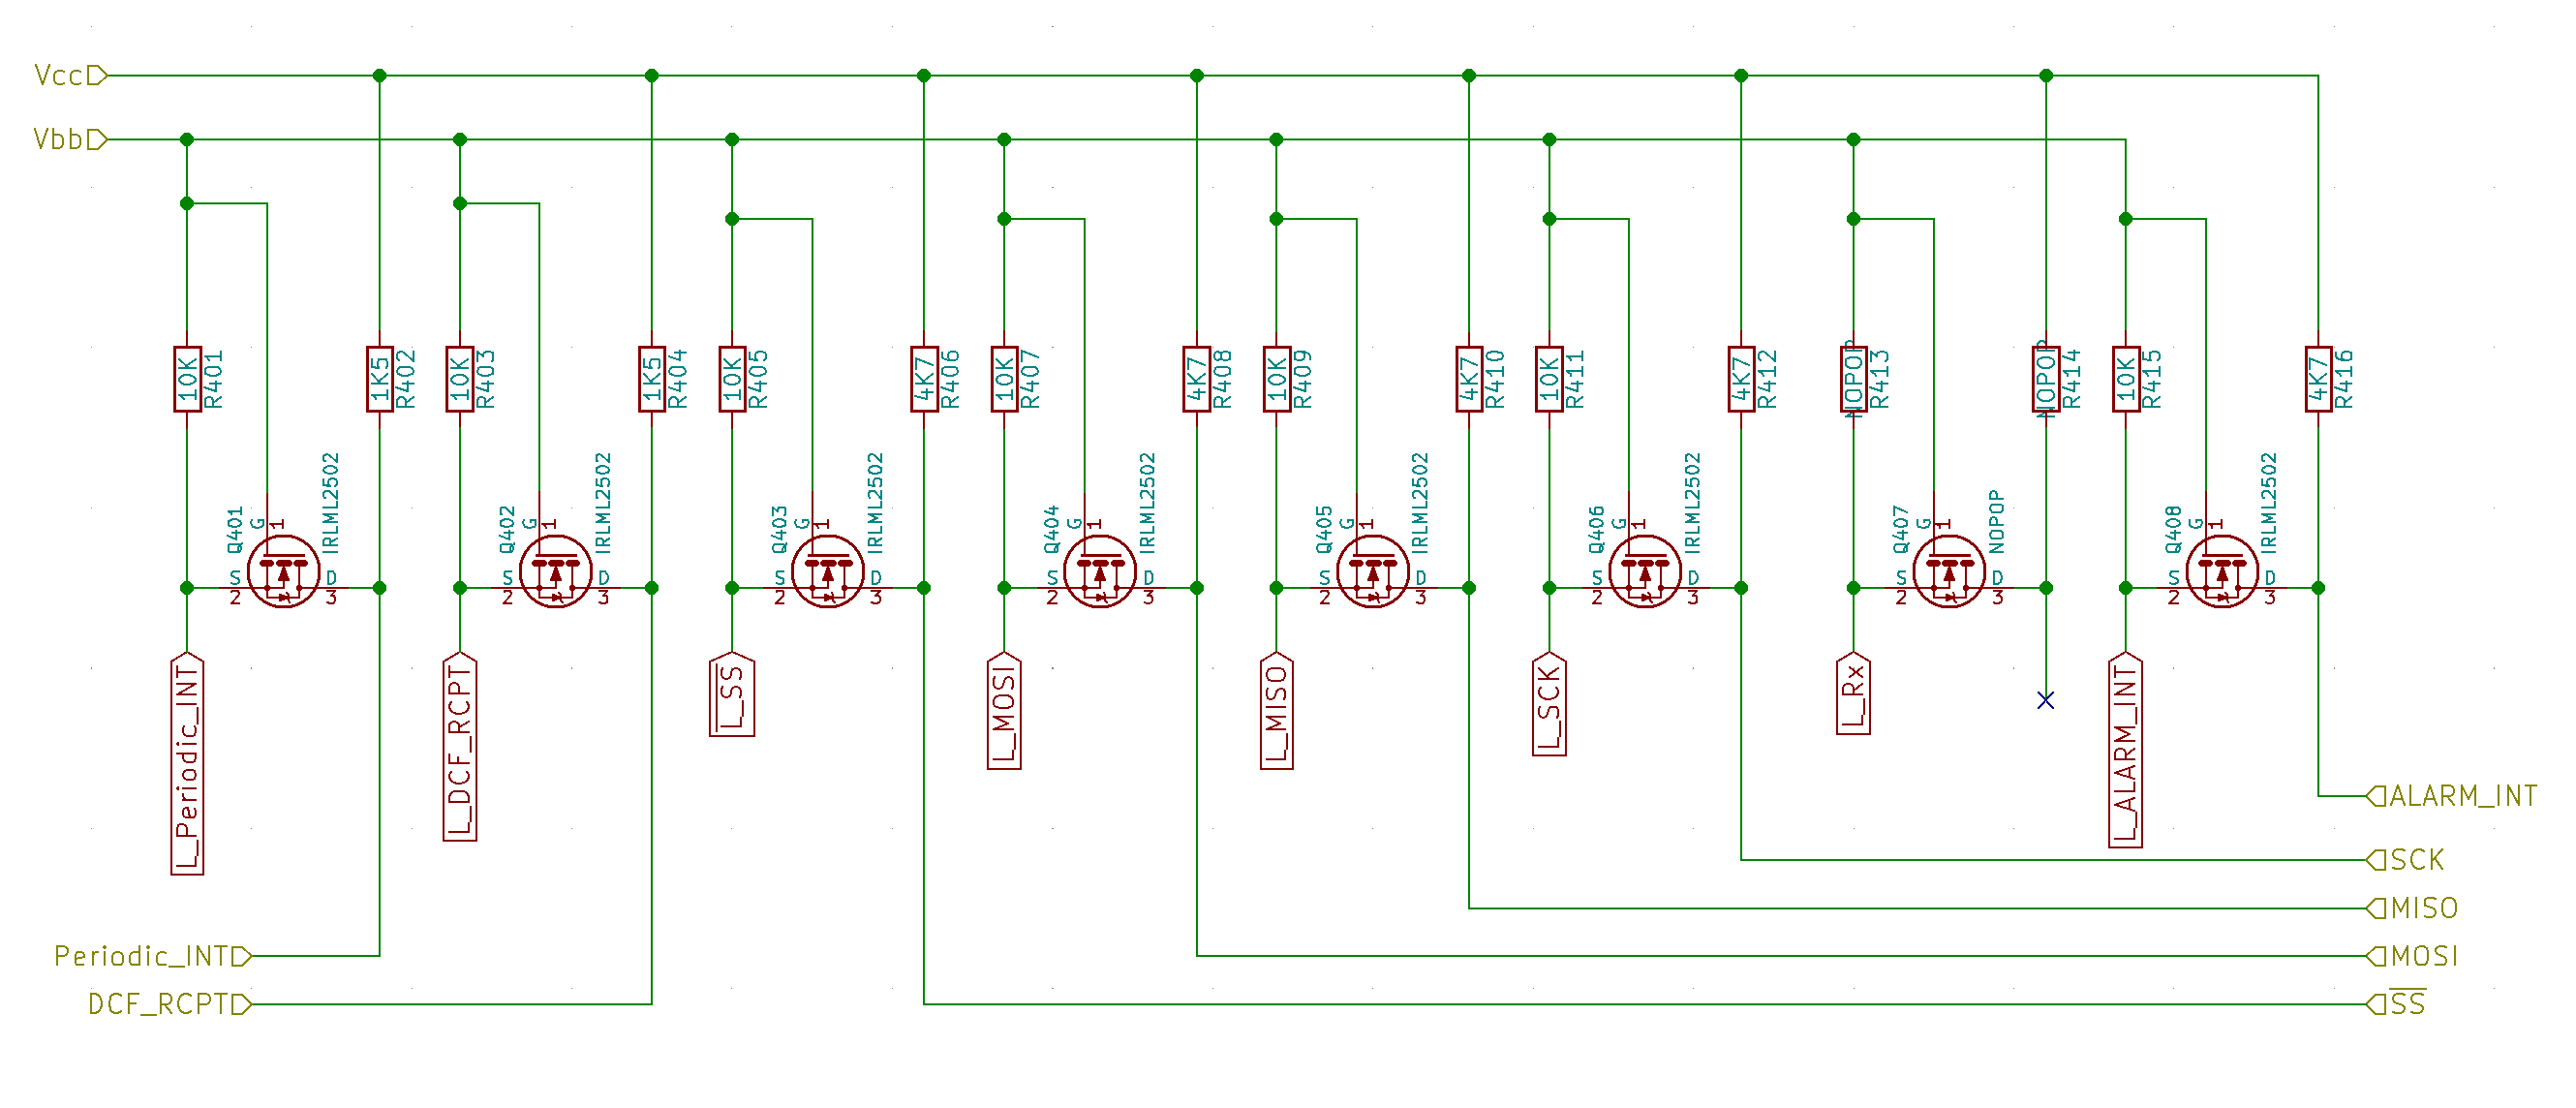 Vcc
Vbb
10K
R401
1K5
R402
10K
R403
1K5
R404
10K
R405
4K7
R406
10K
R407
4K7
R408
10K
R409
4K7
R410
10K
R411
4K7
R412
NOPOP
R413
NOPOP
R414
10K
R415
4K7
R416
Q401
G
1
IRLML2502
S
2
D
3
Q402
G
1
IRLML2502
S
2
D
3
Q403
G
1
IRLML2502
S
2
D
3
Q404
G
1
IRLML2502
S
2
D
3
Q405
G
1
IRLML2502
S
2
D
3
Q406
G
1
IRLML2502
S
2
D
3
Q407
G
1
NOPOP
S
2
D
3
Q408
G
1
IRLML2502
S
2
D
3
L_Periodic_INT
L_DCF_RCPT
L_SS
L_MOSI
L_MISO
L_SCK
L_Rx
L_ALARM_INT
ALARM_INT
SCK
MISO
Periodic_INT
MOSI
DCF_RCPT
SS